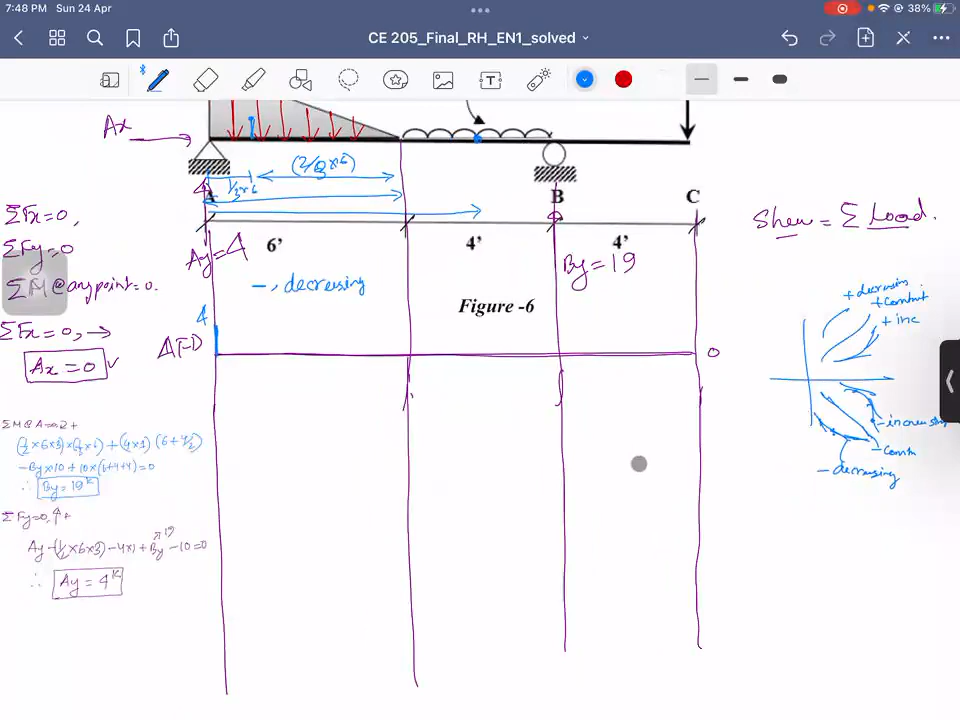 7:48 PM Sun 24 Apr
38%
CE 205_Final_RH_EN1_solved
Ax
(2/3×6)
1/3×6
A
B
C
ΣFx=0,
ΣFy=0
ΣM@anypoint=0.
ΣFx=0, →
Ax=0
Ay=4
6'
4'
4'
By=19
Shear = Σ Load.
-, decreasing
Figure -6
4
0
+decreasing
+constant
+inc
-increasing
-const
-decreasing
(½×6×3)×(⅓×6)+(4×1)(6+4/2)
-By×10+10×(6+4+4)=0
∴ By=19ᵏ
ΣFy=0,↑+
19
Ay-(½×6×3)-4×1+By-10=0
∴ Ay=4ᵏ